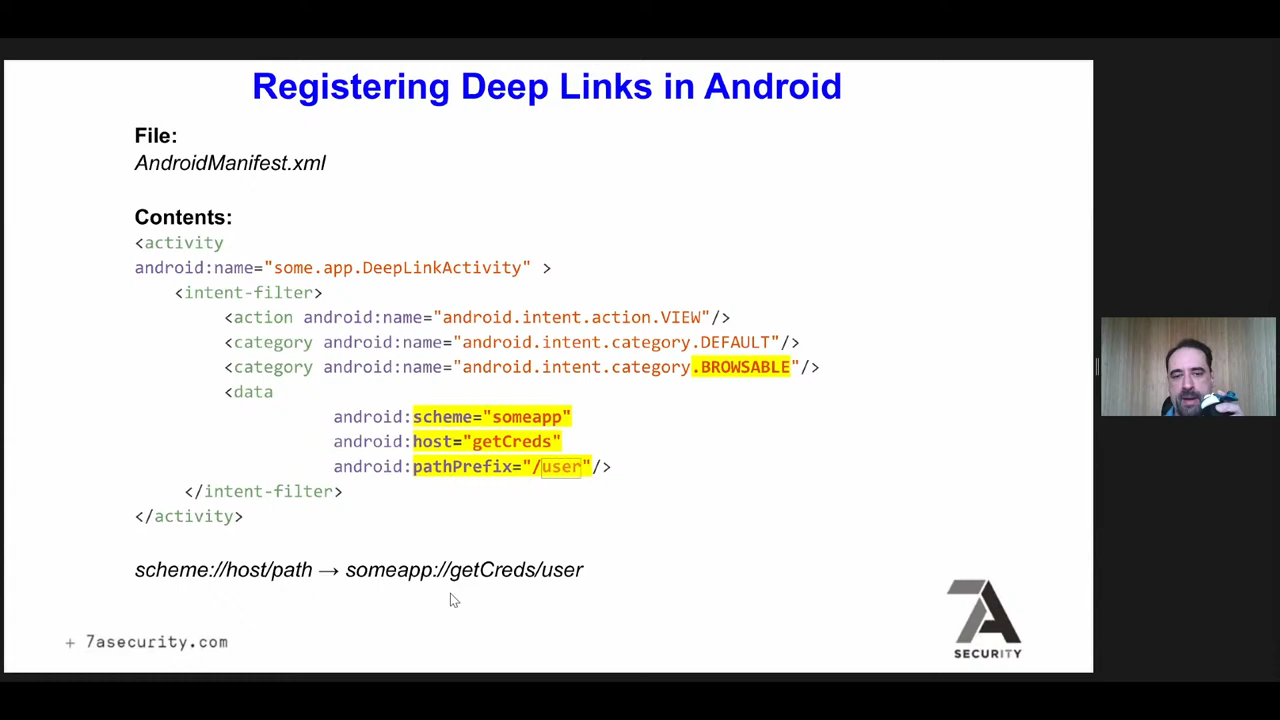 Registering Deep Links in Android
File:
AndroidManifest.xml
Contents:
<activity
android:name="some.app.DeepLinkActivity" >
<intent-filter>
<action android:name="android.intent.action.VIEW"/>
<category android:name="android.intent.category.DEFAULT"/>
<category android:name="android.intent.category.BROWSABLE"/>
<data
android:scheme="someapp"
android:host="getCreds"
android:pathPrefix="/user"/>
</intent-filter>
</activity>
scheme://host/path → someapp://getCreds/user
+ 7asecurity.com
7A
SECURITY